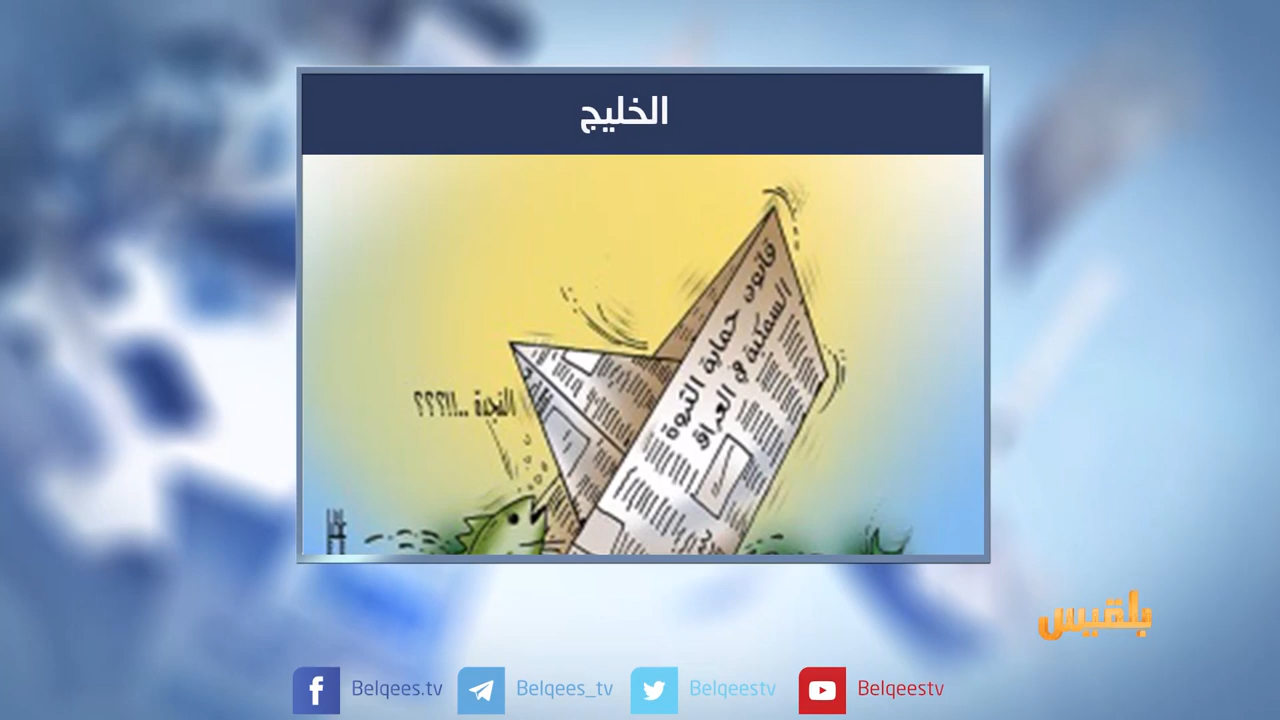 الخليج
قانون حماية الثروة
السمكية في العراق
النجدة ..!!؟؟؟
بلقيس
Belqees.tv
Belqees_tv
Belqeestv
Belqeestv